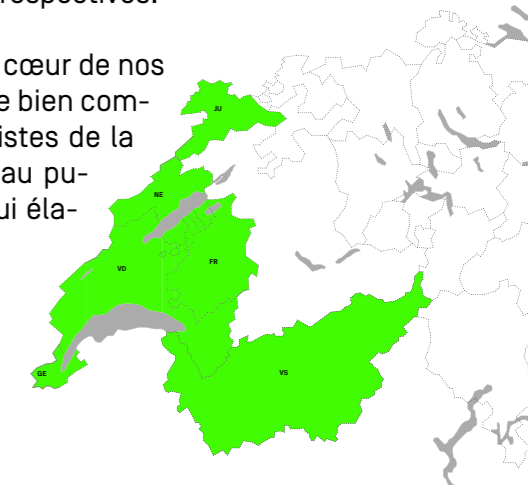 respectives.
cœur de nos
e bien com-
istes de la
au pu-
ui éla-
JU
NE
FR
VD
GE
VS